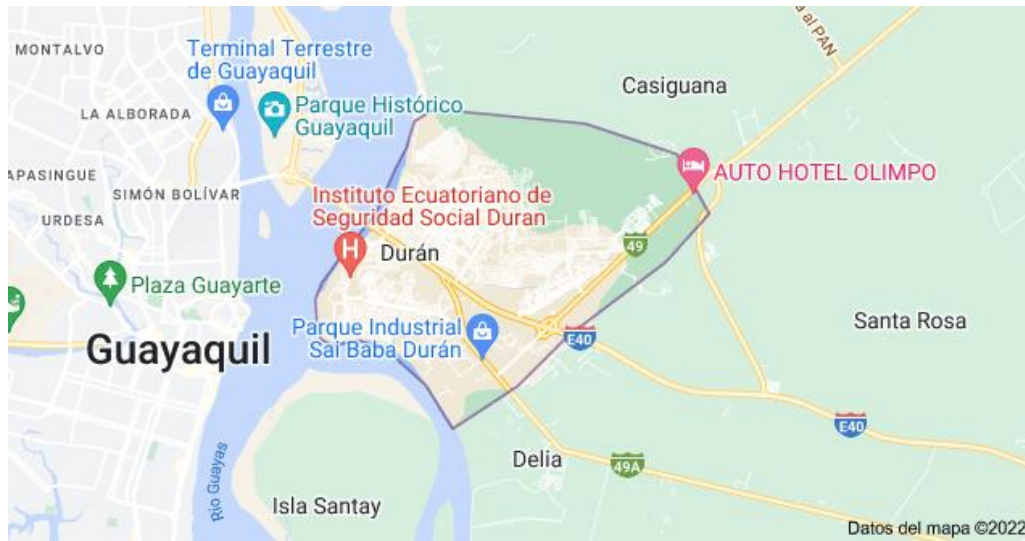 MONTALVO
Terminal Terrestre
de Guayaquil
a al PAN
Casiguana
LA ALBORADA
Parque Histórico
Guayaquil
APASINGUE
SIMÓN BOLÍVAR
AUTO HOTEL OLIMPO
URDESA
Instituto Ecuatoriano de
Seguridad Social Duran
H
Durán
49
Plaza Guayarte
Parque Industrial
Sai Baba Durán
E40
Santa Rosa
Guayaquil
E40
Delia
49A
Río Guayas
Isla Santay
Datos del mapa ©2022